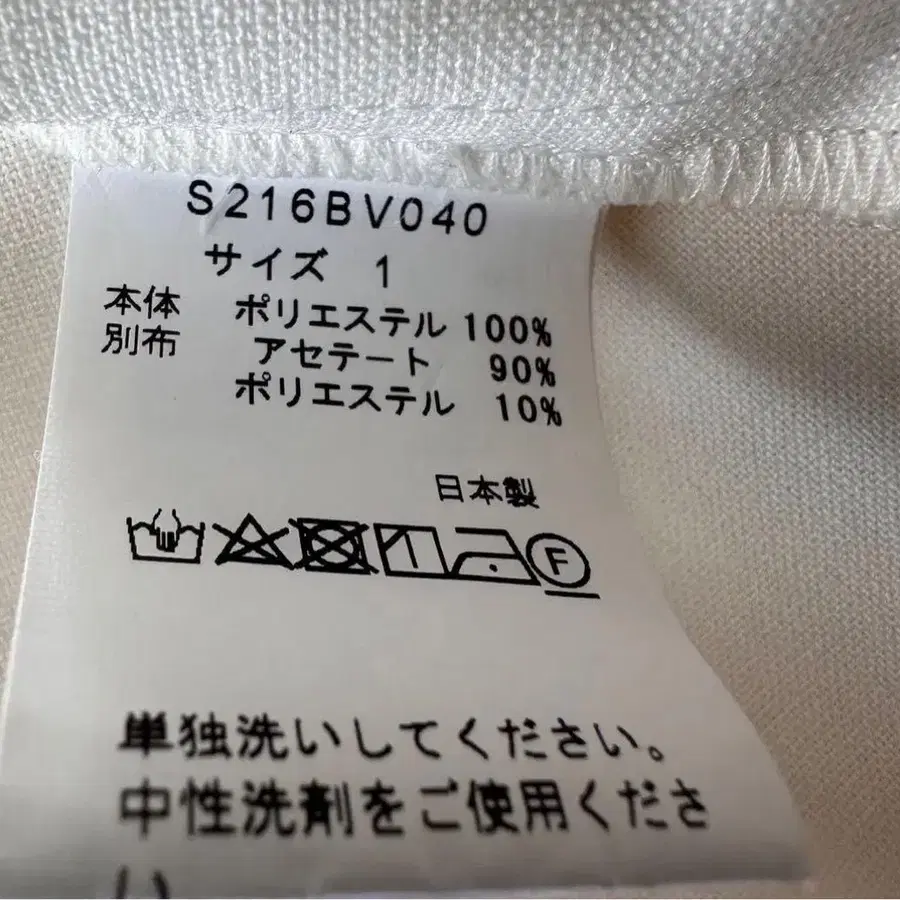 S216BV040
サイズ 1
本体 ポリエステル 100%
別布 アセテート 90%
ポリエステル 10%
日本製
F
単独洗いしてください。
中性洗剤をご使用くださ
い